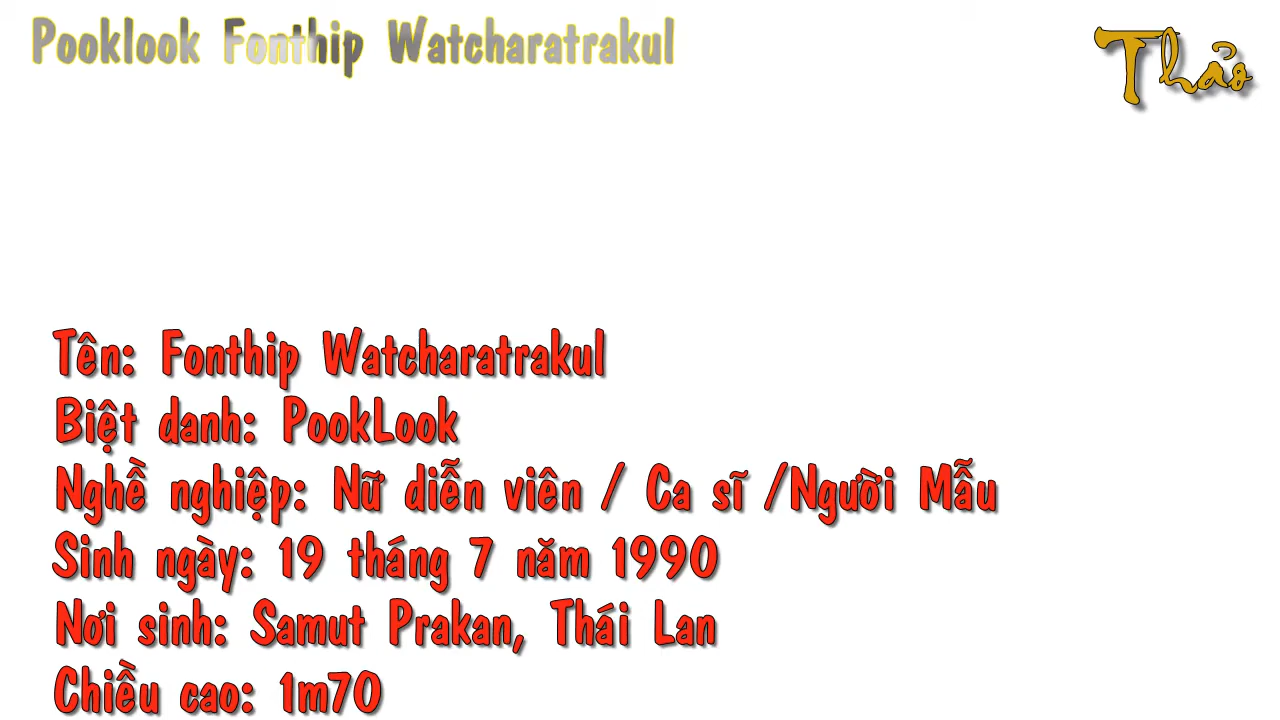 Pooklook Fonthip Watcharatrakul
Thảo
Tên: Fonthip Watcharatrakul
Biệt danh: PookLook
Nghề nghiệp: Nữ diễn viên / Ca sĩ /Người Mẫu
Sinh ngày: 19 tháng 7 năm 1990
Nơi sinh: Samut Prakan, Thái Lan
Chiều cao: 1m70